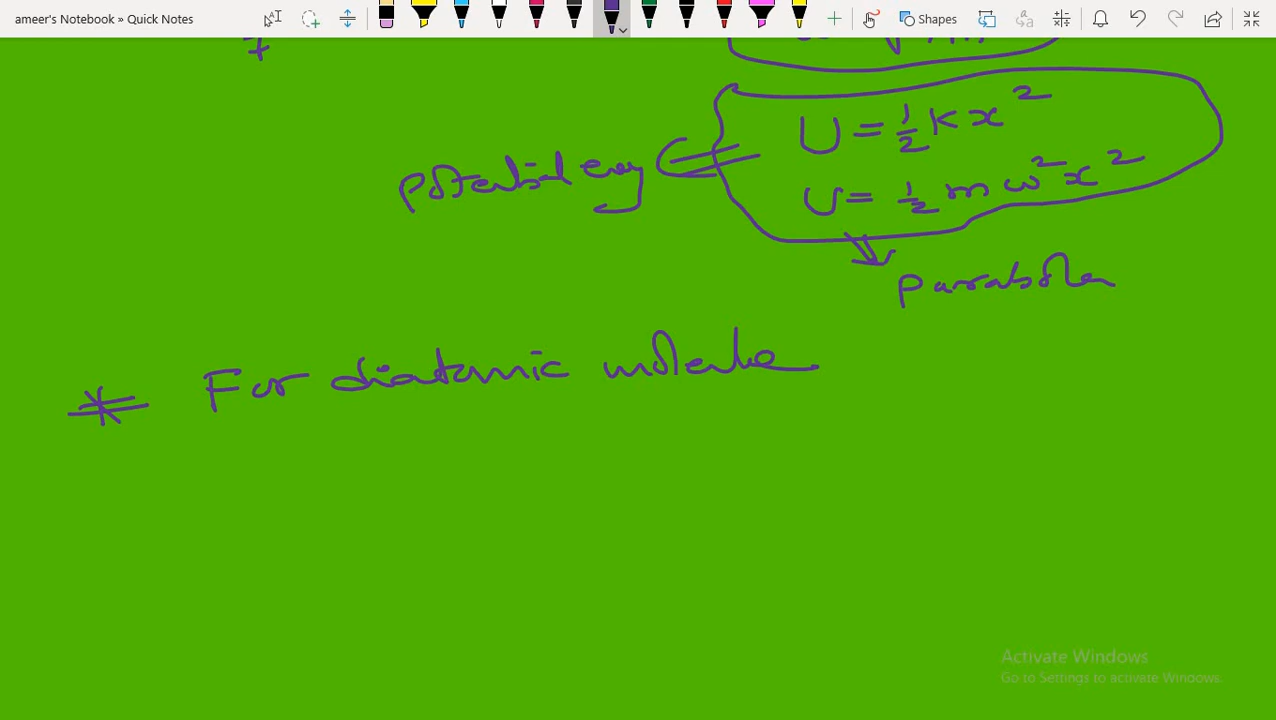 ameer's Notebook » Quick Notes
Shapes
U = 1/2 K x²
potential energy
U = 1/2 m ω² x²
parabola
* For diatomic molecule
Activate Windows
Go to Settings to activate Windows.